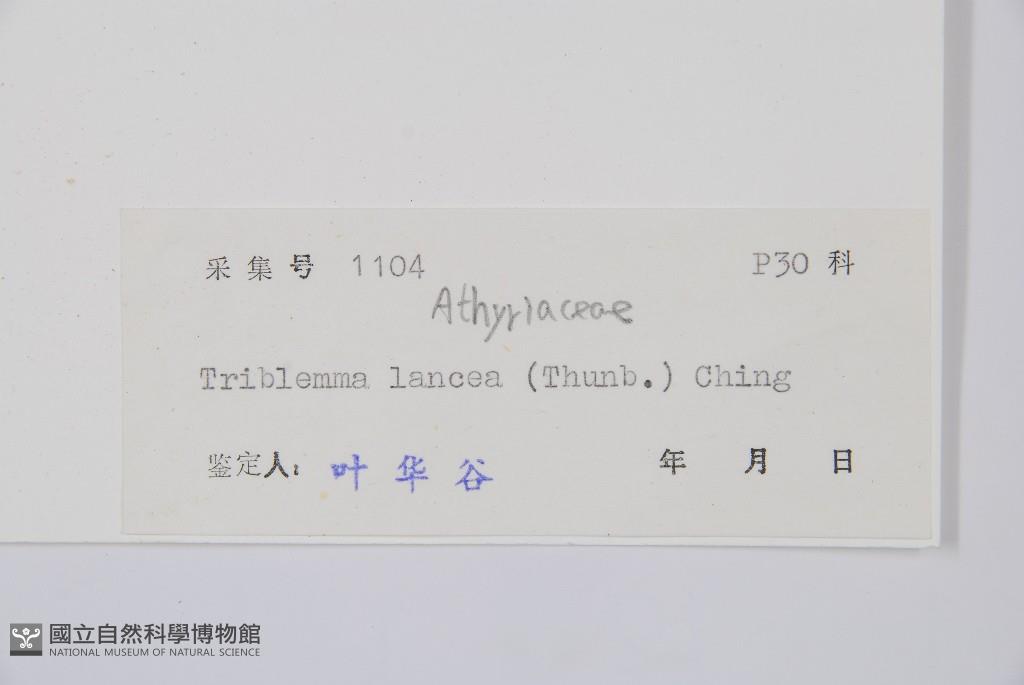 采集号 1104 P30 科
Athyriaceae
Triblemma lancea (Thunb.) Ching
鉴定人: 叶华谷 年 月 日
國立自然科學博物館
NATIONAL MUSEUM OF NATURAL SCIENCE